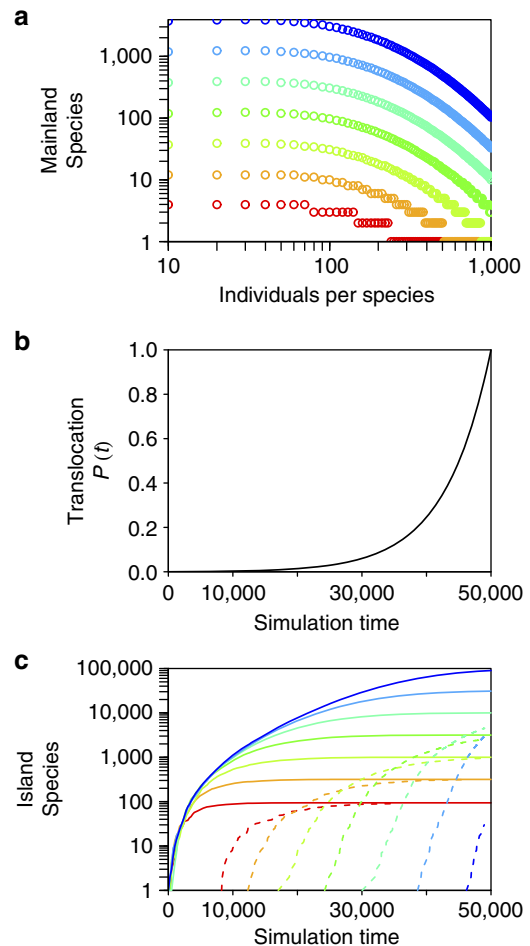 a
1,000
100
10
1
Mainland
Species
10 100 1,000
Individuals per species
b
1.0
0.8
0.6
0.4
0.2
0.0
Translocation
P (t)
0 10,000 30,000 50,000
Simulation time
c
100,000
10,000
1,000
100
10
1
Island
Species
0 10,000 30,000 50,000
Simulation time